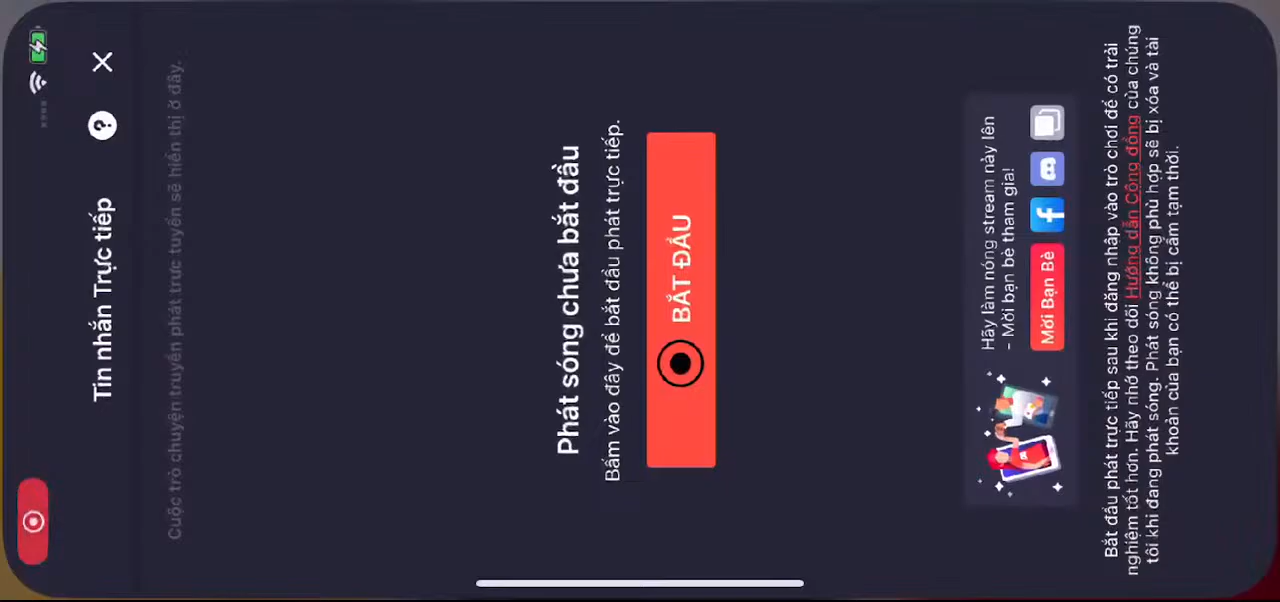 Tin nhắn Trực tiếp
Cuộc trò chuyện truyền phát trực tuyến sẽ hiển thị ở đây.
Phát sóng chưa bắt đầu
Bấm vào đây để bắt đầu phát trực tiếp.
BẮT ĐẦU
Hãy làm nóng stream này lên
- Mời bạn bè tham gia!
Mời Bạn Bè
Bắt đầu phát trực tiếp sau khi đăng nhập vào trò chơi để có trải
nghiệm tốt hơn. Hãy nhớ theo dõi Hướng dẫn Cộng đồng của chúng
tôi khi đang phát sóng. Phát sóng không phù hợp sẽ bị xóa và tài
khoản của bạn có thể bị cấm tạm thời.